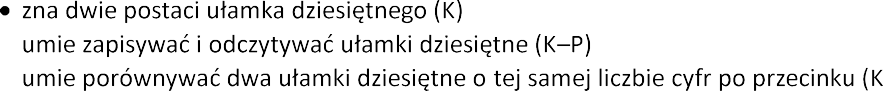 • zna dwie postaci ułamka dziesiętnego (K)
umie zapisywać i odczytywać ułamki dziesiętne (K–P)
umie porównywać dwa ułamki dziesiętne o tej samej liczbie cyfr po przecinku (K